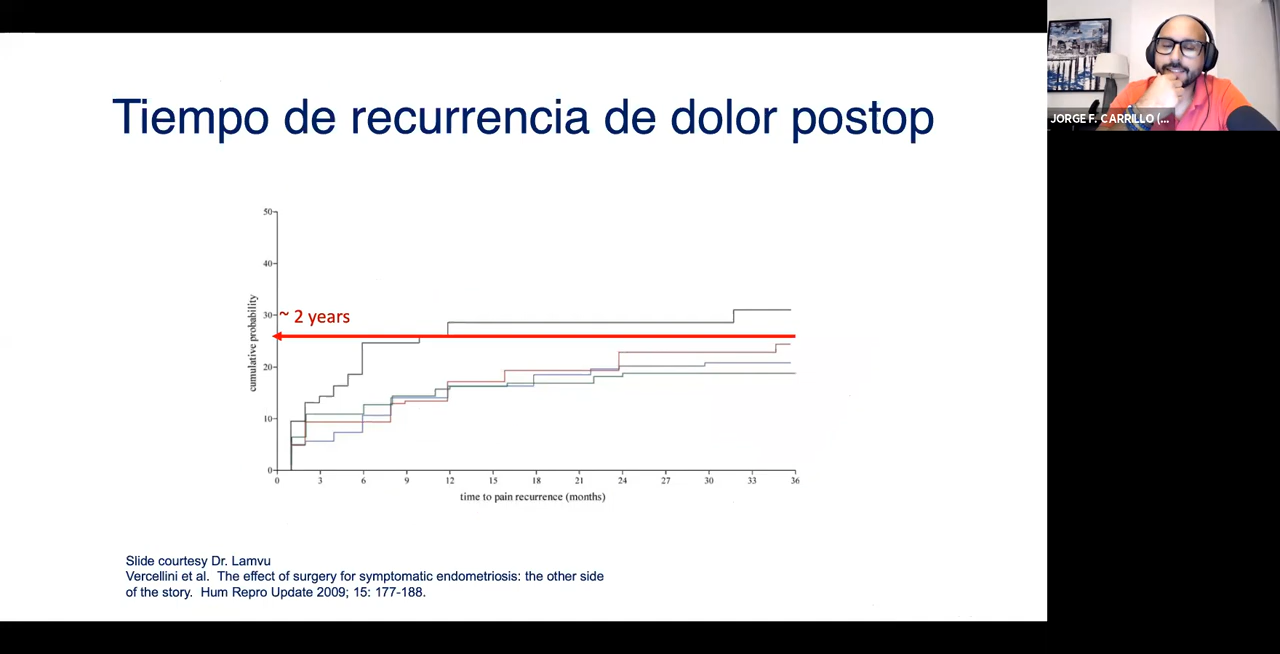 Tiempo de recurrencia de dolor postop
JORGE F. CARRILLO (...
50
40
30
20
10
0
cumulative probability
~ 2 years
0 3 6 9 12 15 18 21 24 27 30 33 36
time to pain recurrence (months)
Slide courtesy Dr. Lamvu
Vercellini et al. The effect of surgery for symptomatic endometriosis: the other side
of the story. Hum Repro Update 2009; 15: 177-188.